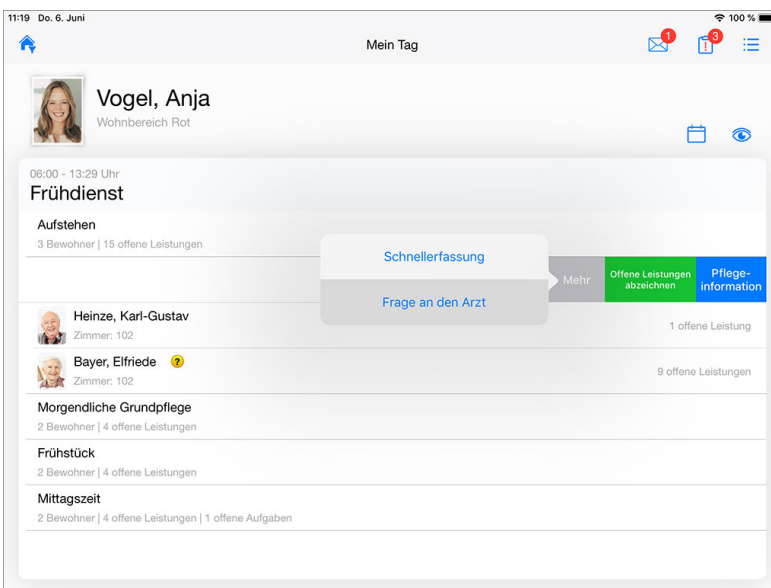 11:19 Do. 6. Juni 100 %
Mein Tag
1
3
Vogel, Anja
Wohnbereich Rot
06:00 - 13:29 Uhr
Frühdienst
Aufstehen
3 Bewohner | 15 offene Leistungen
Schnellerfassung
Frage an den Arzt
Mehr
Offene Leistungen
abzeichnen
Pflege-
information
Heinze, Karl-Gustav
Zimmer: 102
1 offene Leistung
Bayer, Elfriede ?
Zimmer: 102
9 offene Leistungen
Morgendliche Grundpflege
2 Bewohner | 4 offene Leistungen
Frühstück
2 Bewohner | 4 offene Leistungen
Mittagszeit
2 Bewohner | 4 offene Leistungen | 1 offene Aufgaben